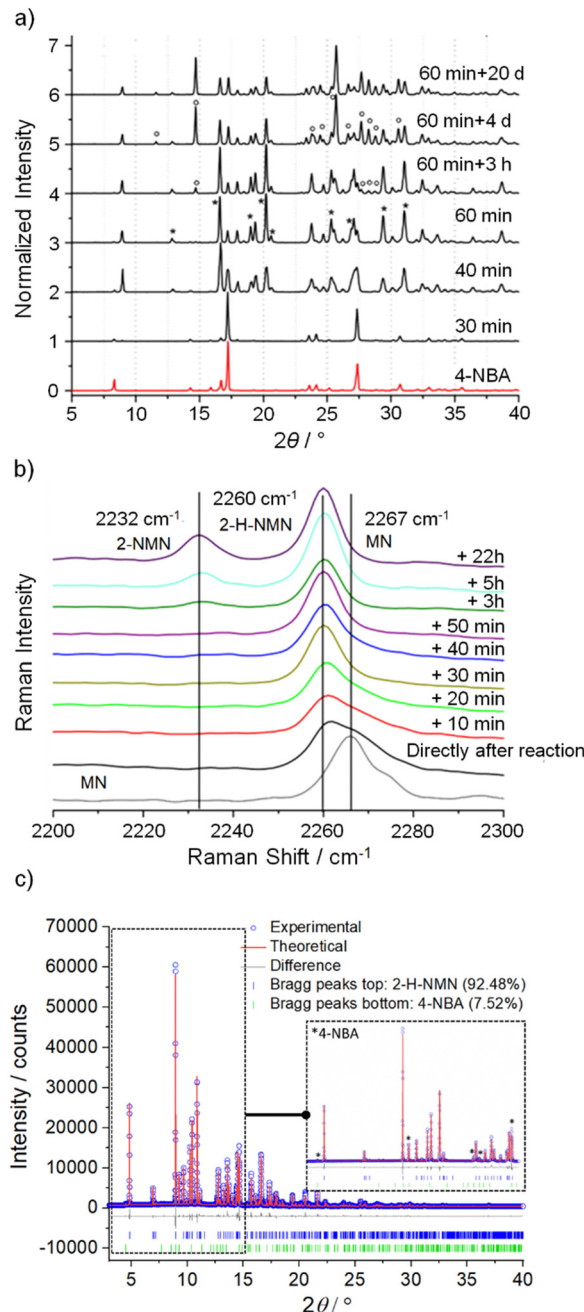 a)
7
6
5
4
3
2
1
0
Normalized Intensity
60 min+20 d
60 min+4 d
60 min+3 h
60 min
40 min
30 min
4-NBA
5 10 15 20 25 30 35 40
2θ / °
b)
2232 cm-1
2-NMN
2260 cm-1
2-H-NMN
2267 cm-1
MN
+ 22h
+ 5h
+ 3h
+ 50 min
+ 40 min
+ 30 min
+ 20 min
+ 10 min
Directly after reaction
MN
Raman Intensity
2200 2220 2240 2260 2280 2300
Raman Shift / cm-1
c)
70000
60000
50000
40000
30000
20000
10000
0
-10000
Intensity / counts
Experimental
Theoretical
Difference
Bragg peaks top: 2-H-NMN (92.48%)
Bragg peaks bottom: 4-NBA (7.52%)
*4-NBA
5 10 15 20 25 30 35 40
2θ / °